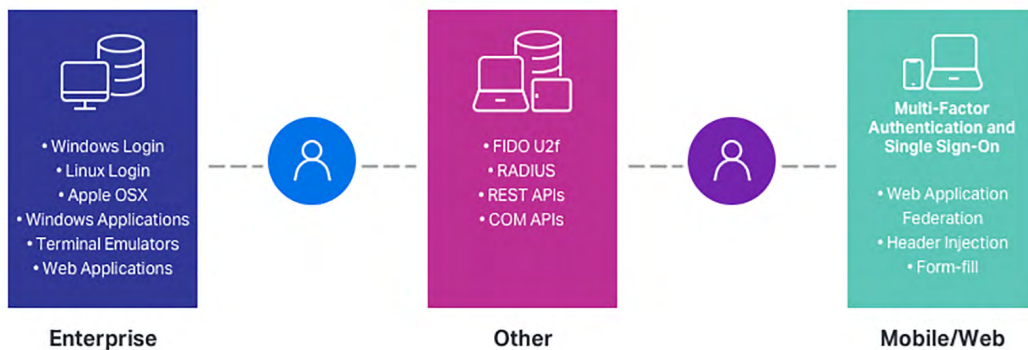 • Windows Login
• Linux Login
• Apple OSX
• Windows Applications
• Terminal Emulators
• Web Applications
Enterprise
• FIDO U2f
• RADIUS
• REST APIs
• COM APIs
Other
Multi-Factor
Authentication and
Single Sign-On
• Web Application
Federation
• Header Injection
• Form-fill
Mobile/Web